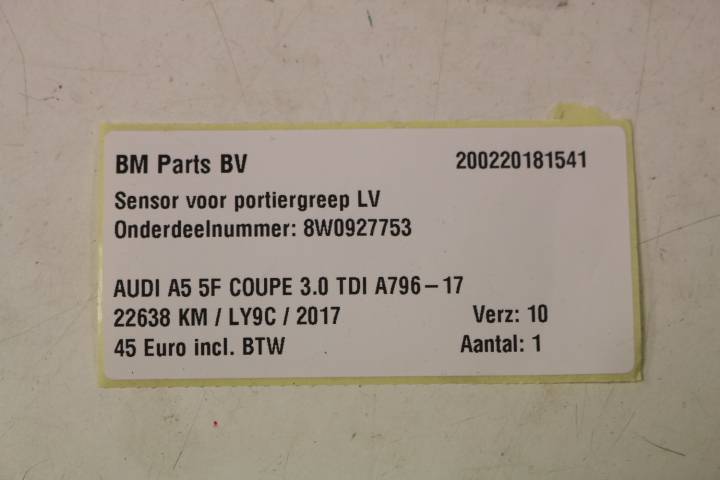 BM Parts BV 200220181541
Sensor voor portiergreep LV
Onderdeelnummer: 8W0927753
AUDI A5 5F COUPE 3.0 TDI A796-17
22638 KM / LY9C / 2017 Verz: 10
45 Euro incl. BTW Aantal: 1